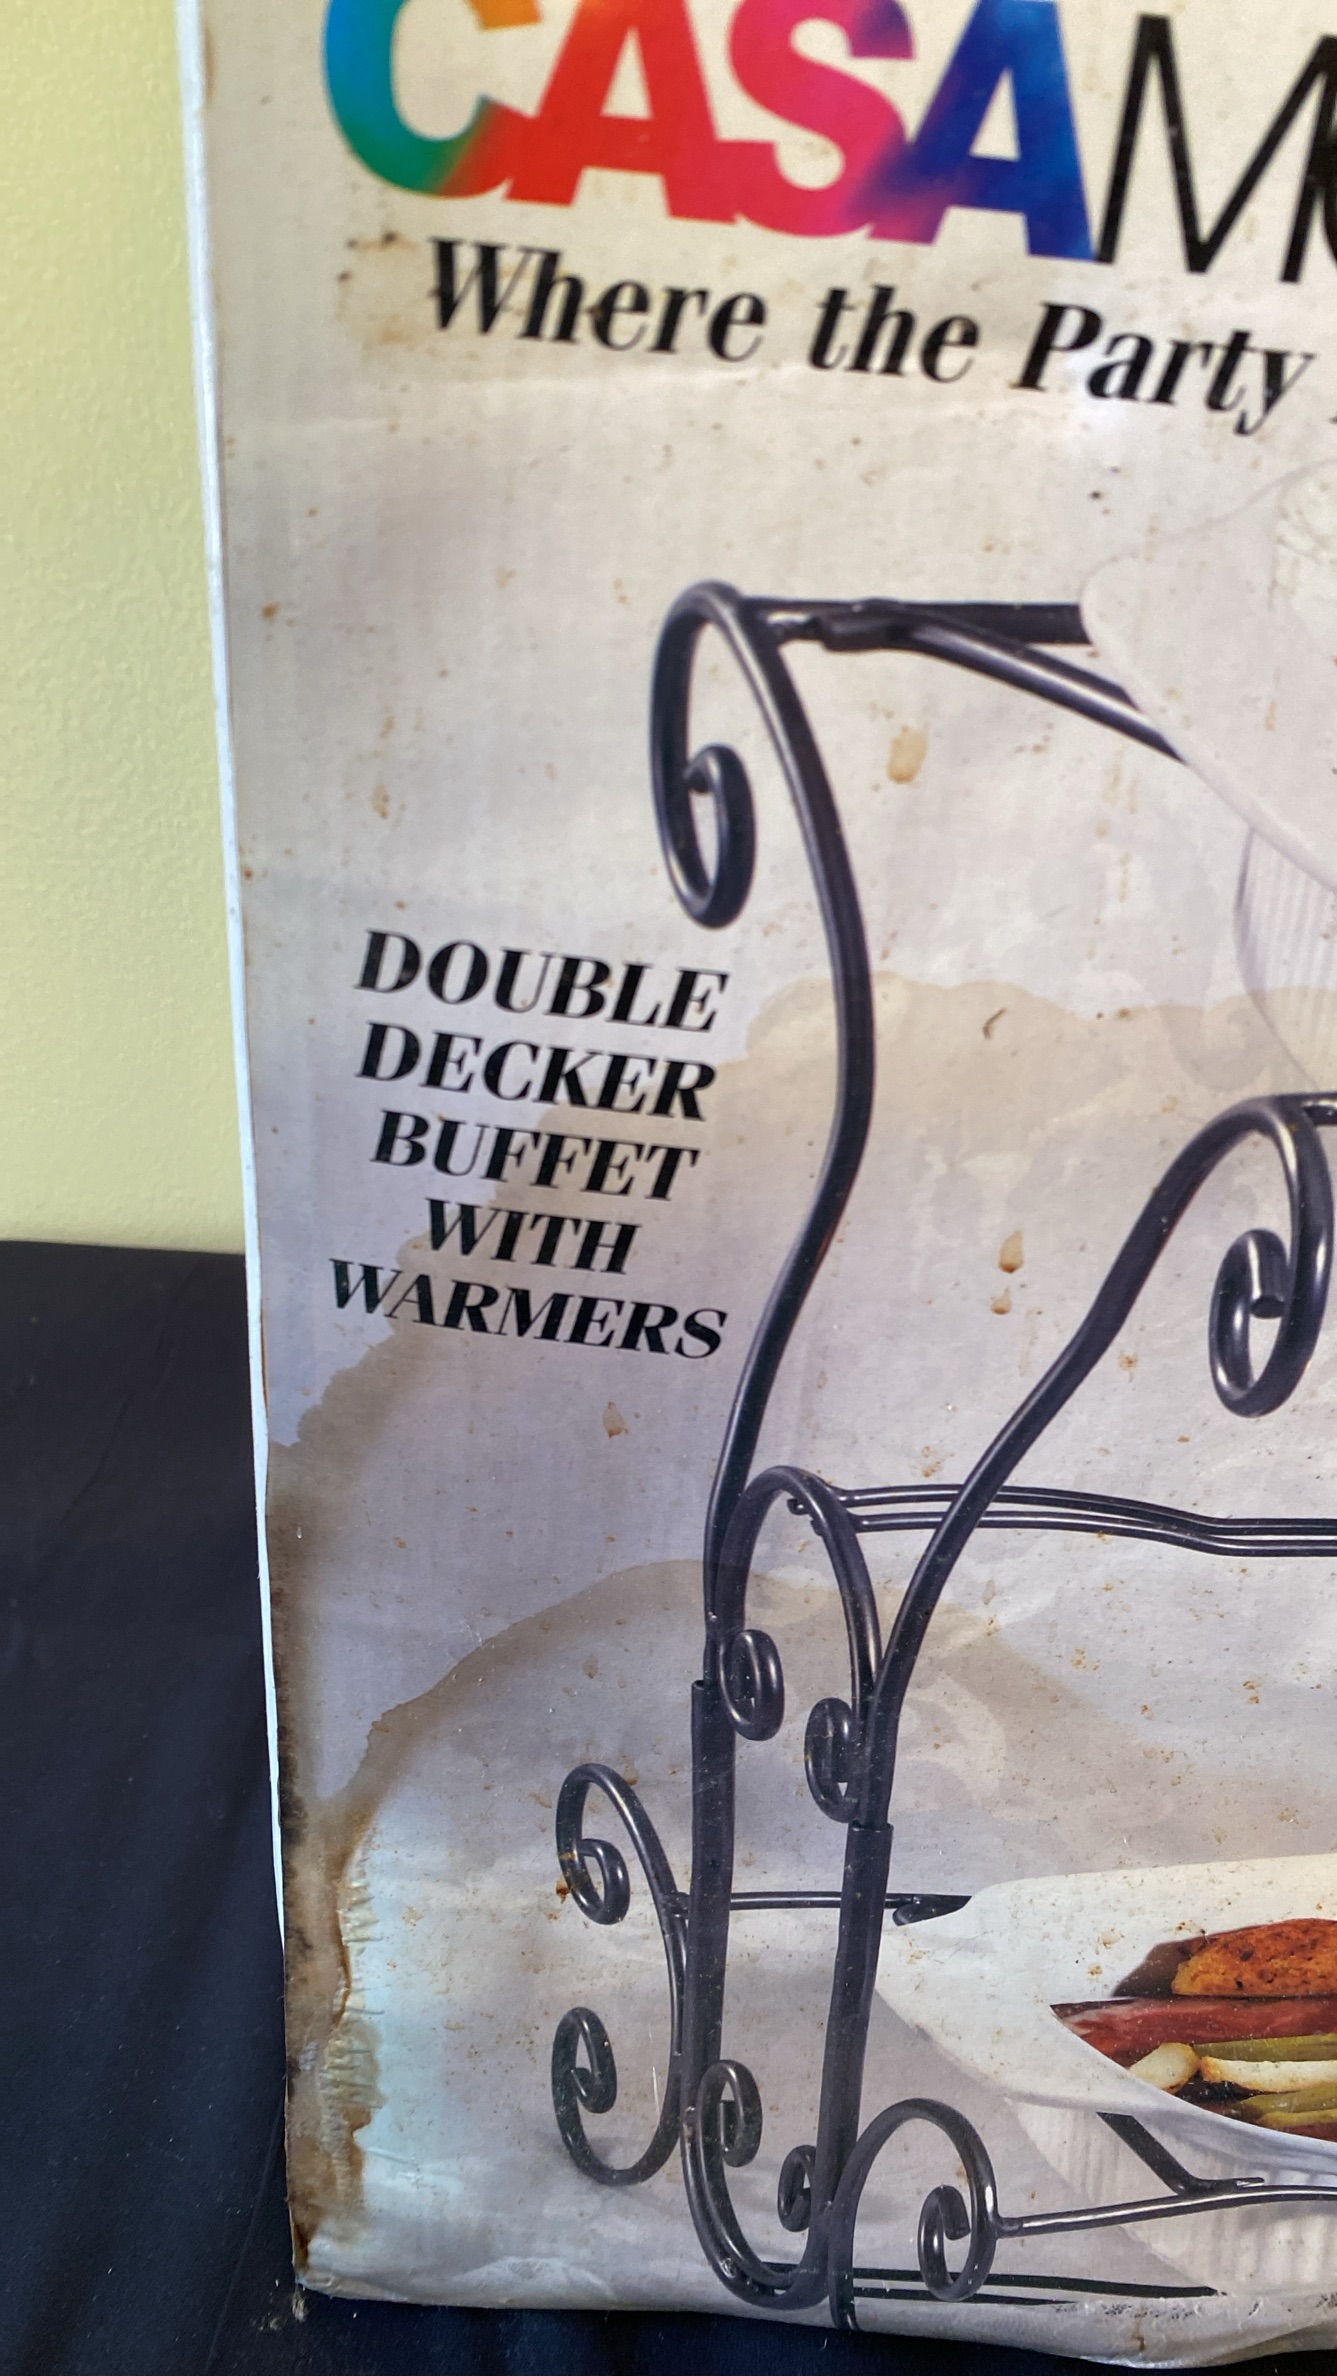 CASAM
Where the Party
DOUBLE
DECKER
BUFFET
WITH
WARMERS